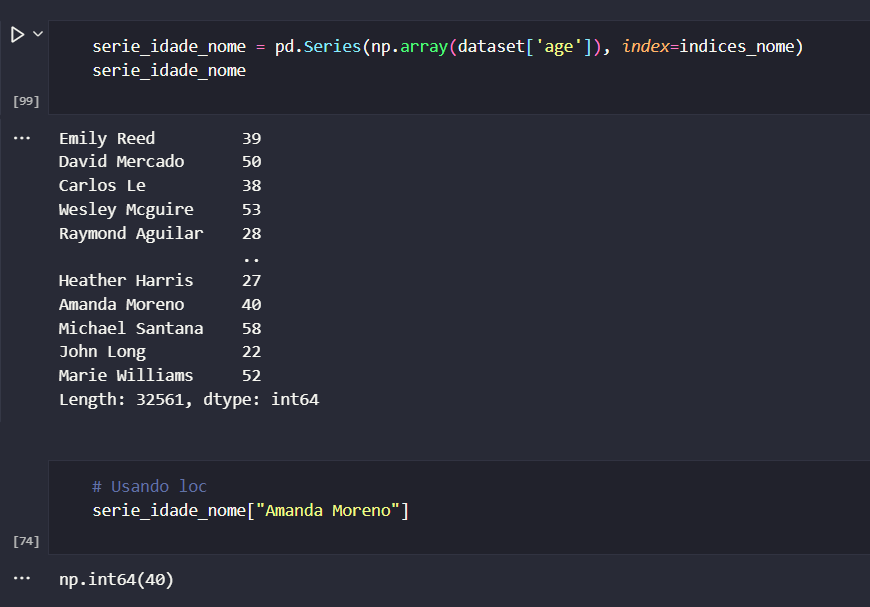 serie_idade_nome = pd.Series(np.array(dataset['age']), index=indices_nome)
serie_idade_nome
[99]
... Emily Reed 39
David Mercado 50
Carlos Le 38
Wesley Mcguire 53
Raymond Aguilar 28
..
Heather Harris 27
Amanda Moreno 40
Michael Santana 58
John Long 22
Marie Williams 52
Length: 32561, dtype: int64
# Usando loc
serie_idade_nome["Amanda Moreno"]
[74]
... np.int64(40)